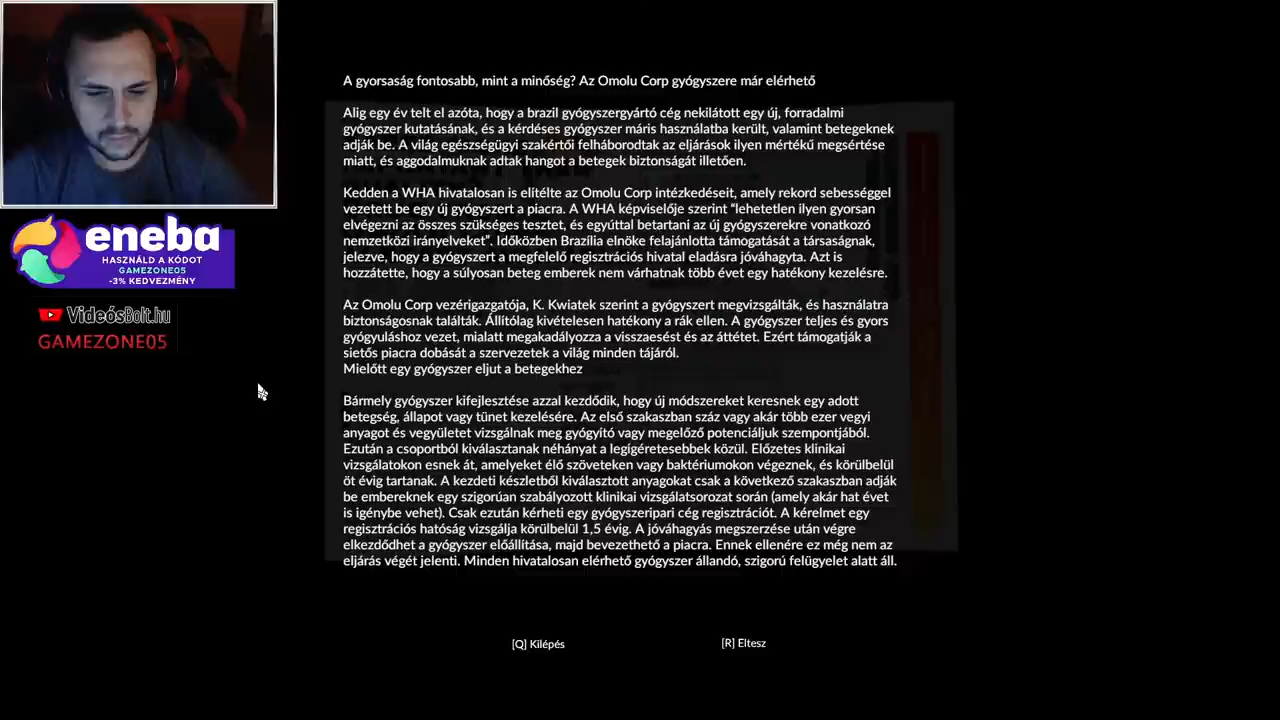 A gyorsaság fontosabb, mint a minőség? Az Omolu Corp gyógyszere már elérhető
Alig egy év telt el azóta, hogy a brazil gyógyszergyártó cég nekilátott egy új, forradalmi
gyógyszer kutatásának, és a kérdéses gyógyszer máris használatba került, valamint betegeknek
adják be. A világ egészségügyi szakértői felháborodtak az eljárások ilyen mértékű megsértése
miatt, és aggodalmuknak adtak hangot a betegek biztonságát illetően.
Kedden a WHA hivatalosan is elítélte az Omolu Corp intézkedéseit, amely rekord sebességgel
vezetett be egy új gyógyszert a piacra. A WHA képviselője szerint “lehetetlen ilyen gyorsan
elvégezni az összes szükséges tesztet, és egyúttal betartani az új gyógyszerekre vonatkozó
nemzetközi irányelveket”. Időközben Brazília elnöke felajánlotta támogatását a társaságnak,
jelezve, hogy a gyógyszert a megfelelő regisztrációs hivatal eladásra jóváhagyta. Azt is
hozzátette, hogy a súlyosan beteg emberek nem várhatnak több évet egy hatékony kezelésre.
Az Omolu Corp vezérigazgatója, K. Kwiatek szerint a gyógyszert megvizsgálták, és használatra
biztonságosnak találták. Állítólag kivételesen hatékony a rák ellen. A gyógyszer teljes és gyors
gyógyuláshoz vezet, mialatt megakadályozza a visszaesést és az áttétet. Ezért támogatják a
sietős piacra dobását a szervezetek a világ minden tájáról.
Mielőtt egy gyógyszer eljut a betegekhez
Bármely gyógyszer kifejlesztése azzal kezdődik, hogy új módszereket keresnek egy adott
betegség, állapot vagy tünet kezelésére. Az első szakaszban száz vagy akár több ezer vegyi
anyagot és vegyületet vizsgálnak meg gyógyító vagy megelőző potenciáljuk szempontjából.
Ezután a csoportból kiválasztanak néhányat a legígéretesebbek közül. Előzetes klinikai
vizsgálatokon esnek át, amelyeket élő szöveteken vagy baktériumokon végeznek, és körülbelül
öt évig tartanak. A kezdeti készletből kiválasztott anyagokat csak a következő szakaszban adják
be embereknek egy szigorúan szabályozott klinikai vizsgálatsorozat során (amely akár hat évet
is igénybe vehet). Csak ezután kérheti egy gyógyszeripari cég regisztrációt. A kérelmet egy
regisztrációs hatóság vizsgálja körülbelül 1,5 évig. A jóváhagyás megszerzése után végre
elkezdődhet a gyógyszer előállítása, majd bevezethető a piacra. Ennek ellenére ez még nem az
eljárás végét jelenti. Minden hivatalosan elérhető gyógyszer állandó, szigorú felügyelet alatt áll.
[Q] Kilépés
[R] Eltesz
eneba
HASZNÁLD A KÓDOT
GAMEZONE05
-3% KEDVEZMÉNY
VideósBolt.hu
GAMEZONE05